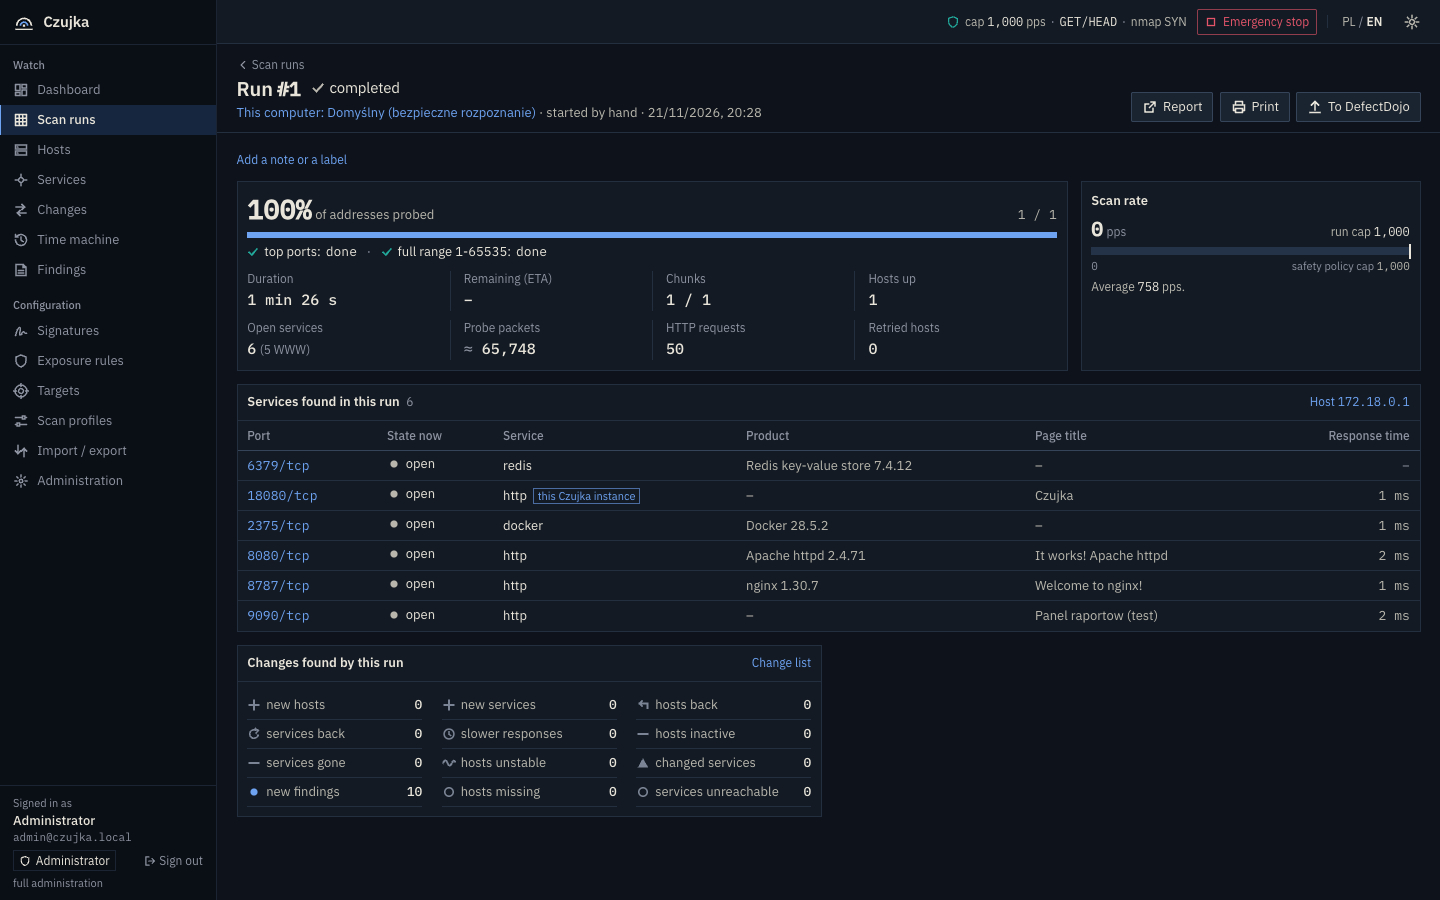 Czujka
cap 1,000 pps · GET/HEAD · nmap SYN
Emergency stop
PL / EN
Watch
Dashboard
Scan runs
Hosts
Services
Changes
Time machine
Findings
Configuration
Signatures
Exposure rules
Targets
Scan profiles
Import / export
Administration
Signed in as
Administrator
admin@czujka.local
Administrator
Sign out
full administration
Scan runs
Run #1 completed
This computer: Domyślny (bezpieczne rozpoznanie) · started by hand · 21/11/2026, 20:28
Report
Print
To DefectDojo
Add a note or a label
100% of addresses probed 1 / 1
top ports: done · full range 1-65535: done
Duration Remaining (ETA) Chunks Hosts up
1 min 26 s – 1 / 1 1
Open services Probe packets HTTP requests Retried hosts
6 (5 WWW) ≈ 65,748 50 0
Scan rate
0 pps run cap 1,000
0 safety policy cap 1,000
Average 758 pps.
Services found in this run 6 Host 172.18.0.1
Port State now Service Product Page title Response time
6379/tcp open redis Redis key-value store 7.4.12 – –
18080/tcp open http this Czujka instance – Czujka 1 ms
2375/tcp open docker Docker 28.5.2 – 1 ms
8080/tcp open http Apache httpd 2.4.71 It works! Apache httpd 2 ms
8787/tcp open http nginx 1.30.7 Welcome to nginx! 1 ms
9090/tcp open http – Panel raportow (test) 2 ms
Changes found by this run Change list
new hosts 0 new services 0 hosts back 0
services back 0 slower responses 0 hosts inactive 0
services gone 0 hosts unstable 0 changed services 0
new findings 10 hosts missing 0 services unreachable 0